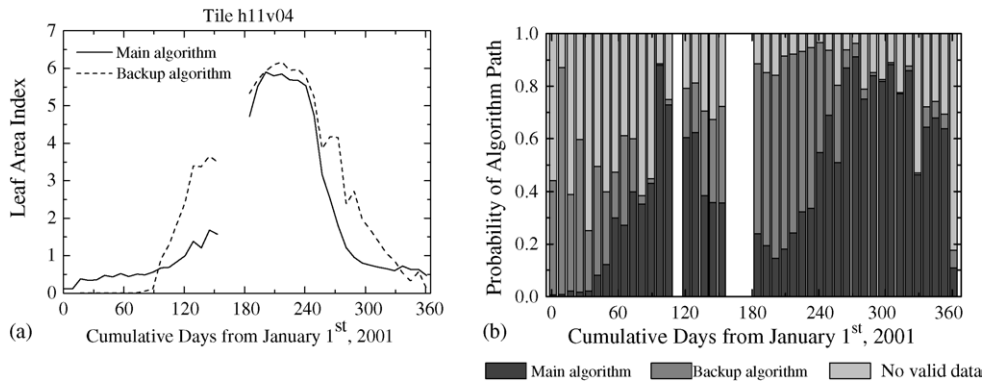 Tile h11v04
Leaf Area Index
7
6
5
4
3
2
1
0
Main algorithm
Backup algorithm
0 60 120 180 240 300 360
(a)
Cumulative Days from January 1st, 2001
Probability of Algorithm Path
1.0
0.8
0.6
0.4
0.2
0.0
0 60 120 180 240 300 360
(b)
Cumulative Days from January 1st, 2001
Main algorithm Backup algorithm No valid data